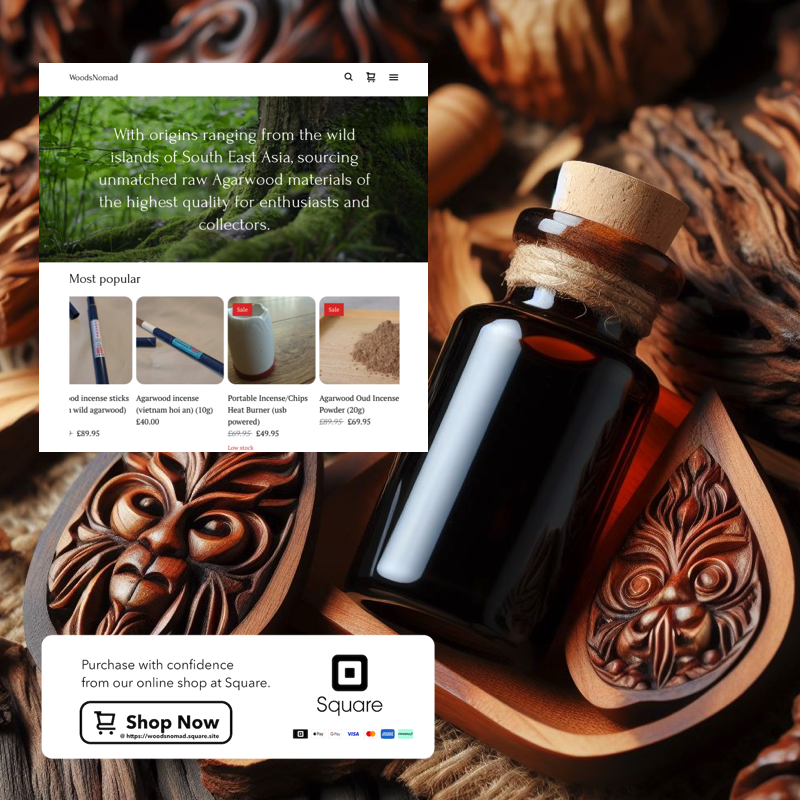 WoodsNomad
With origins ranging from the wild
islands of South East Asia, sourcing
unmatched raw Agarwood materials of
the highest quality for enthusiasts and
collectors.
Most popular
Sale
Sale
incense sticks
wild agarwood)
£89.95
Agarwood incense
(vietnam hoi an) (10g)
£40.00
Portable Incense/Chips
Heat Burner (usb
powered)
£69.95 £49.95
Low stock
Agarwood Oud Incense
Powder (20g)
£89.95 £69.95
Purchase with confidence
from our online shop at Square.
Shop Now
@ https://woodsnomad.square.site
Square
Pay
G Pay
VISA